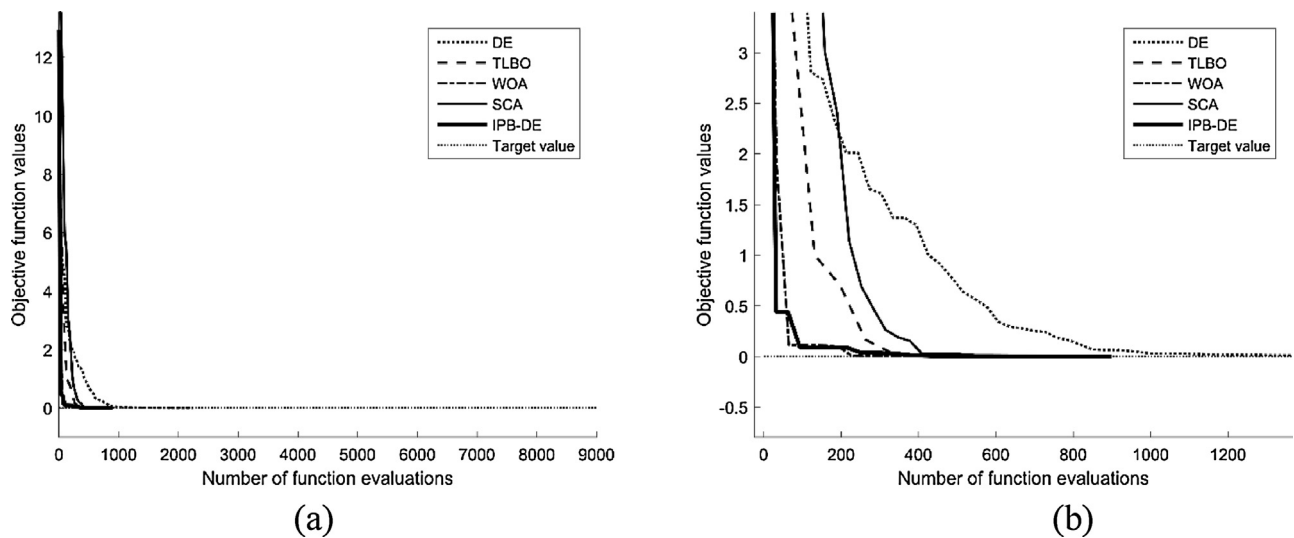 12
10
8
6
4
2
0
Objective function values
DE
TLBO
WOA
SCA
IPB-DE
Target value
0 1000 2000 3000 4000 5000 6000 7000 8000 9000
Number of function evaluations
(a)
3
2.5
2
1.5
1
0.5
0
-0.5
Objective function values
DE
TLBO
WOA
SCA
IPB-DE
Target value
0 200 400 600 800 1000 1200
Number of function evaluations
(b)